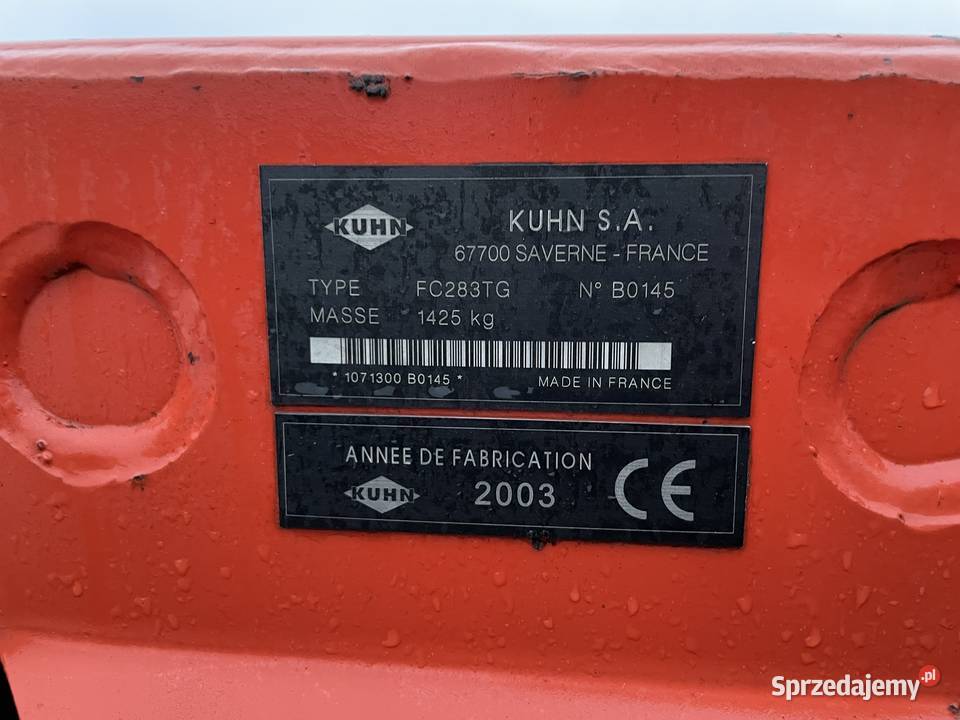 KUHN
KUHN S.A.
67700 SAVERNE - FRANCE
TYPE FC283TG N° B0145
MASSE 1425 kg
* 1071300 B0145 * MADE IN FRANCE
ANNEE DE FABRICATION
KUHN 2003 CE
Sprzedajemy.pl